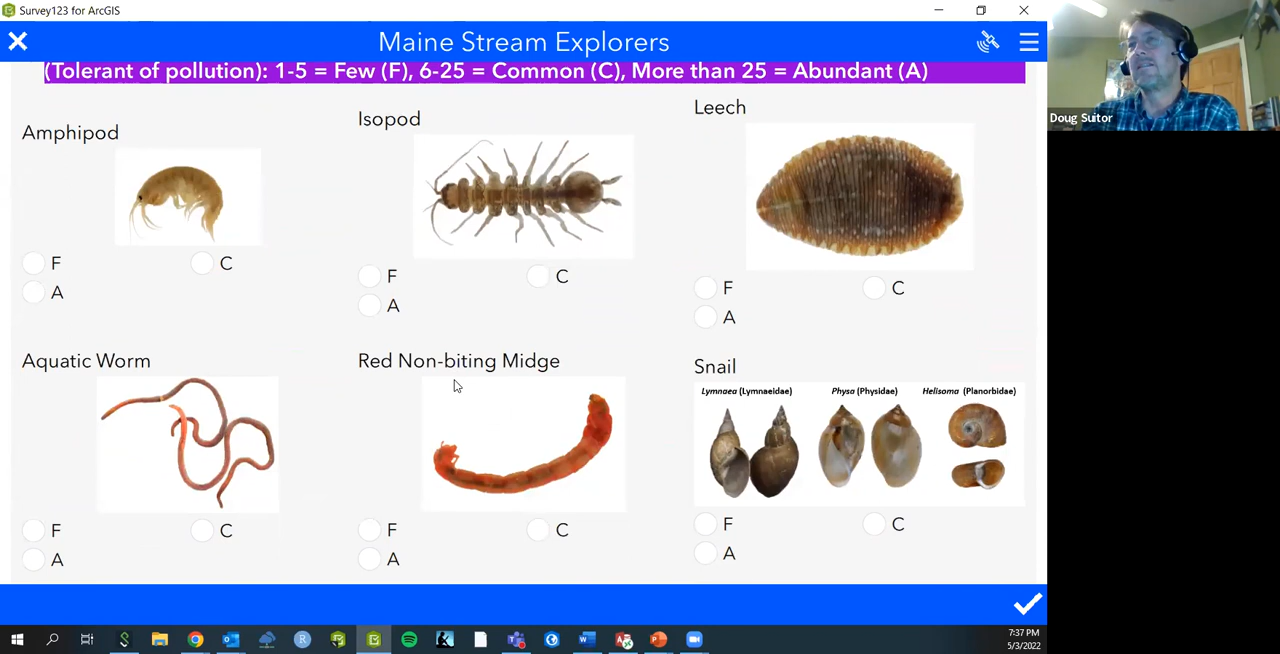 Survey123 for ArcGIS
Maine Stream Explorers
(Tolerant of pollution): 1-5 = Few (F), 6-25 = Common (C), More than 25 = Abundant (A)
Doug Suitor
Amphipod
F
C
A
Isopod
F
C
A
Leech
F
C
A
Aquatic Worm
F
C
A
Red Non-biting Midge
F
C
A
Snail
Lymnaea (Lymnaeidae) Physa (Physidae) Helisoma (Planorbidae)
F
C
A
7:37 PM
5/3/2022